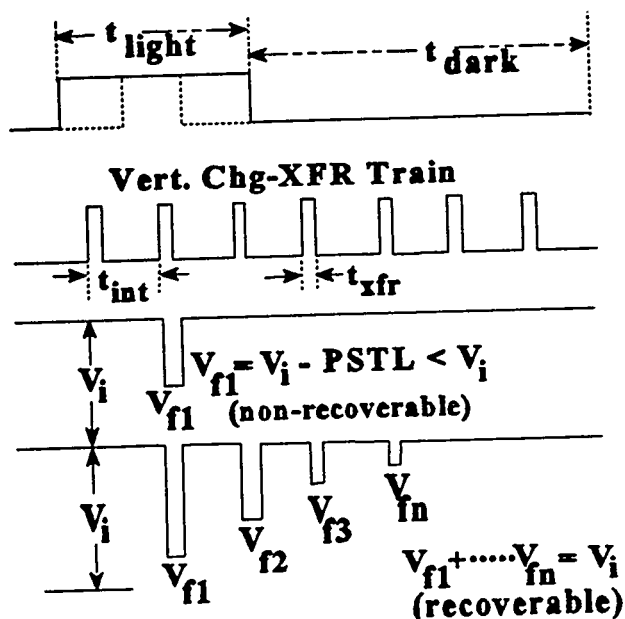 t light
t dark
Vert. Chg-XFR Train
t int
t xfr
V i
V f1 = V i - PSTL < V i
V f1
(non-recoverable)
V i
V f1
V f2
V f3
V fn
V f1 +·····V fn = V i
(recoverable)